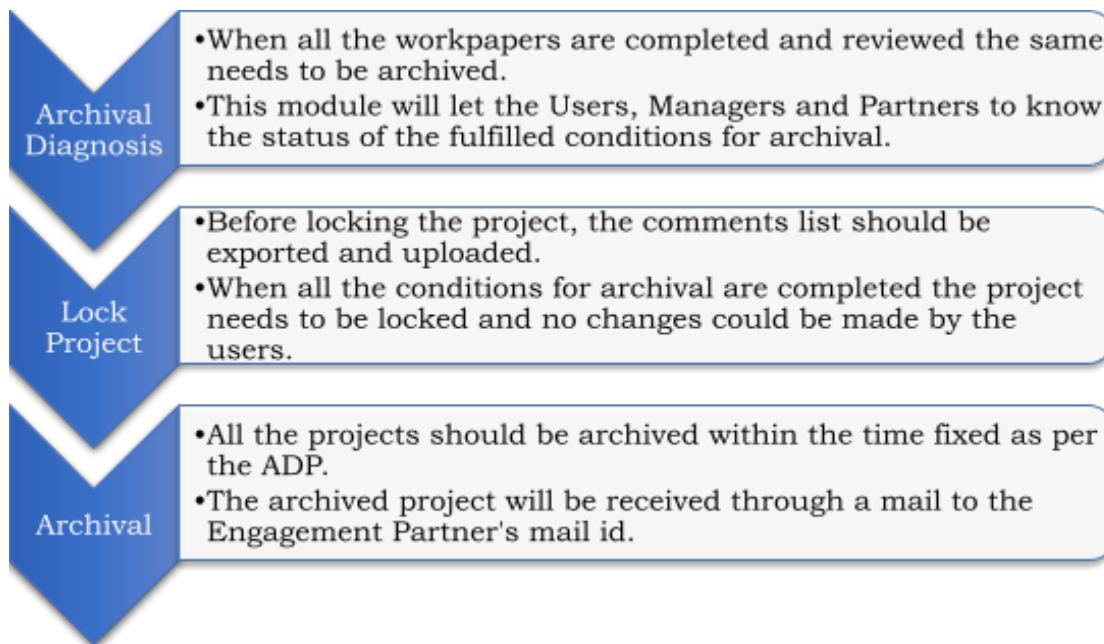 Archival
Diagnosis
•When all the workpapers are completed and reviewed the same
needs to be archived.
•This module will let the Users, Managers and Partners to know
the status of the fulfilled conditions for archival.
Lock
Project
•Before locking the project, the comments list should be
exported and uploaded.
•When all the conditions for archival are completed the project
needs to be locked and no changes could be made by the
users.
Archival
•All the projects should be archived within the time fixed as per
the ADP.
•The archived project will be received through a mail to the
Engagement Partner's mail id.